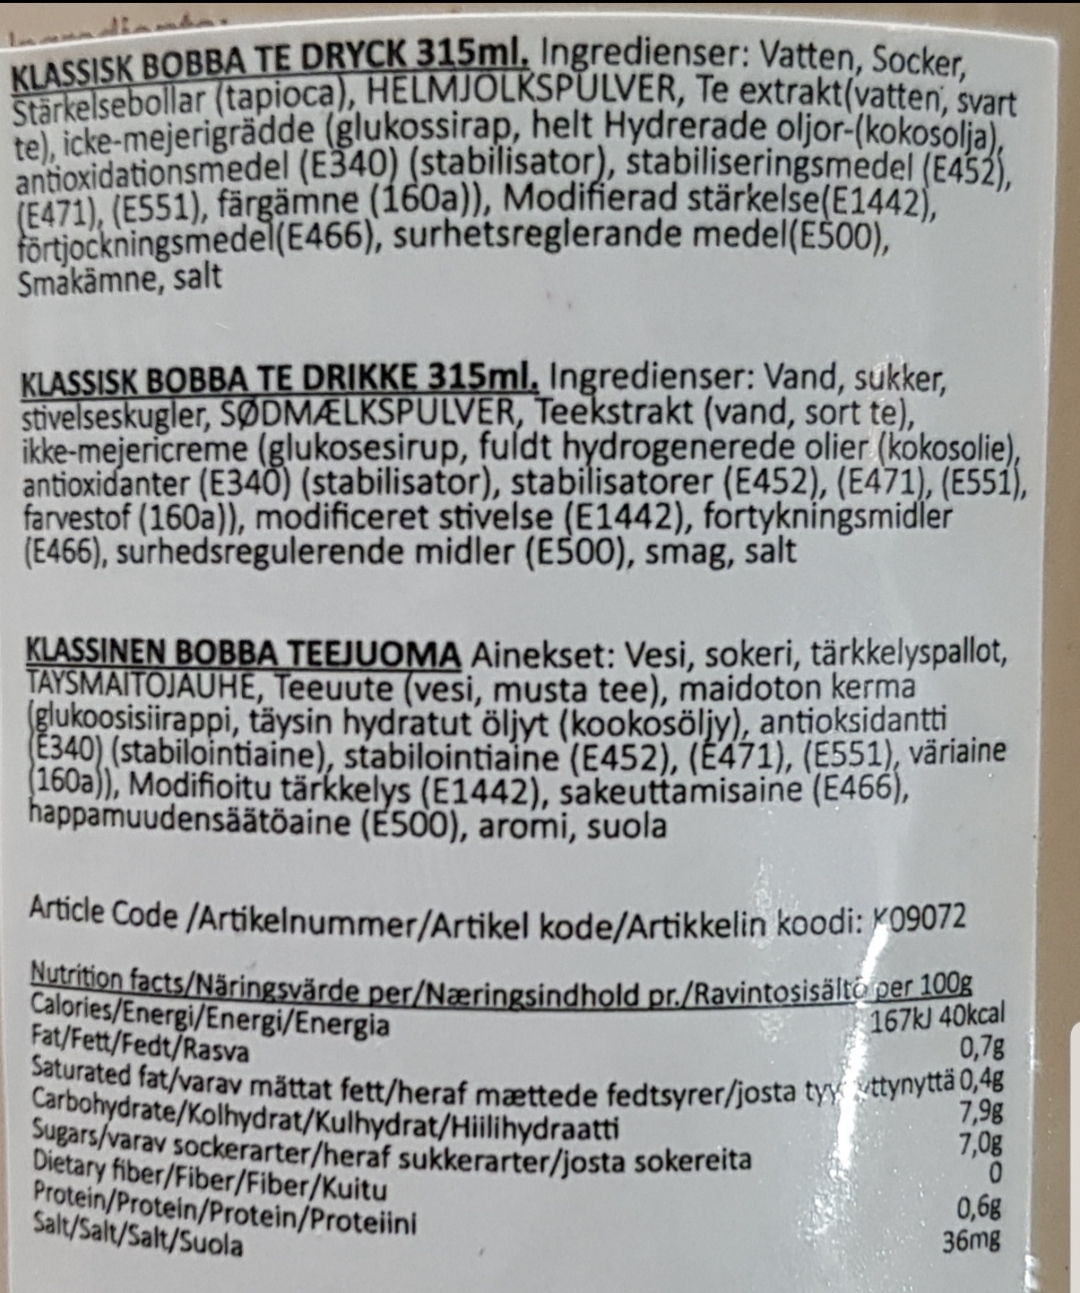 KLASSISK BOBBA TE DRYCK 315ml. Ingredienser: Vatten, Socker,
Stärkelsebollar (tapioca), HELMJÖLKSPULVER, Te extrakt(vatten, svart
te), icke-mejerigrädde (glukossirap, helt Hydrerade oljor-(kokosolja),
antioxidationsmedel (E340) (stabilisator), stabiliseringsmedel (E452),
(E471), (E551), färgämne (160a)), Modifierad stärkelse(E1442),
förtjockningsmedel(E466), surhetsreglerande medel(E500),
Smakämne, salt
KLASSISK BOBBA TE DRIKKE 315ml. Ingredienser: Vand, sukker,
stivelseskugler, SØDMÆLKSPULVER, Teekstrakt (vand, sort te),
ikke-mejericreme (glukosesirup, fuldt hydrogenerede olier (kokosolie),
antioxidanter (E340) (stabilisator), stabilisatorer (E452), (E471), (E551),
farvestof (160a)), modificeret stivelse (E1442), fortykningsmidler
(E466), surhedsregulerende midler (E500), smag, salt
KLASSINEN BOBBA TEEJUOMA Ainekset: Vesi, sokeri, tärkkelyspallot,
TÄYSMAITOJAUHE, Teeuute (vesi, musta tee), maidoton kerma
(glukoosisiirappi, täysin hydratut öljyt (kookosöljy), antioksidantti
(E340) (stabilointiaine), stabilointiaine (E452), (E471), (E551), väriaine
(160a)), Modifioitu tärkkelys (E1442), sakeuttamisaine (E466),
happamuudensäätöaine (E500), aromi, suola
Article Code /Artikelnummer/Artikel kode/Artikkelin koodi: K09072
Nutrition facts/Näringsvärde per/Næringsindhold pr./Ravintosisältö per 100g
Calories/Energi/Energi/Energia 167kJ 40kcal
Fat/Fett/Fedt/Rasva 0,7g
Saturated fat/varav mättat fett/heraf mættede fedtsyrer/josta 0,4g
Carbohydrate/Kolhydrat/Kulhydrat/Hiilihydraatti 7,9g
Sugars/varav sockerarter/heraf sukkerarter/josta sokereita 7,0g
Dietary fiber/Fiber/Fiber/Kuitu 0
Protein/Protein/Protein/Proteiini 0,6g
Salt/Salt/Salt/Suola 36mg